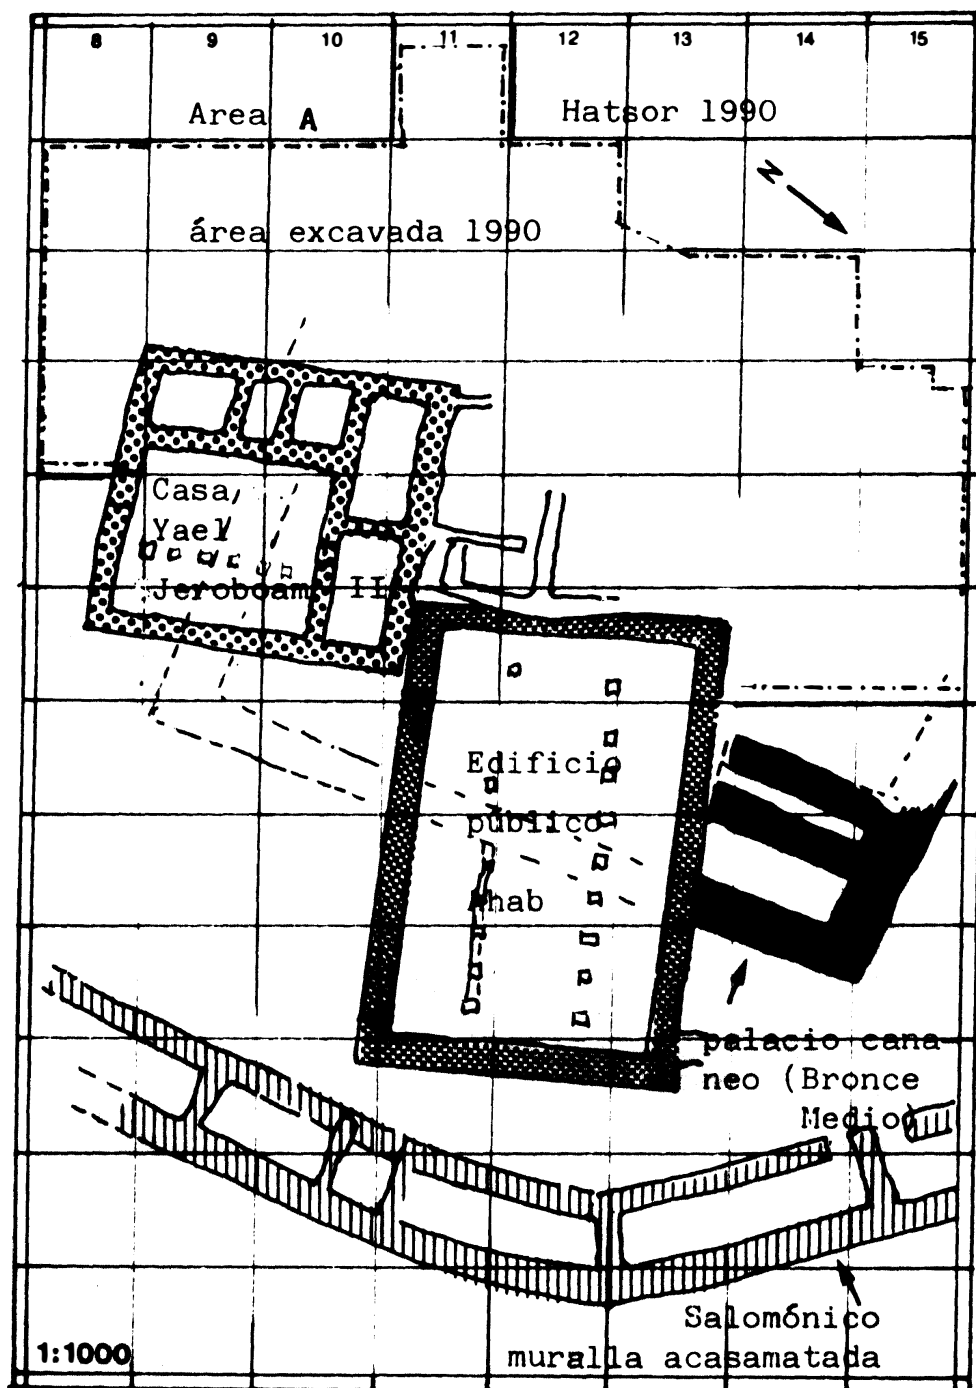 8 9 10 11 12 13 14 15
Area A
Hatsor 1990
N
área excavada 1990
Casa
Yael
Jeroboam II
Edificio
público
Ahab
palacio cana
neo (Bronce
Medio
Salomónico
muralla acasamatada
1:1000